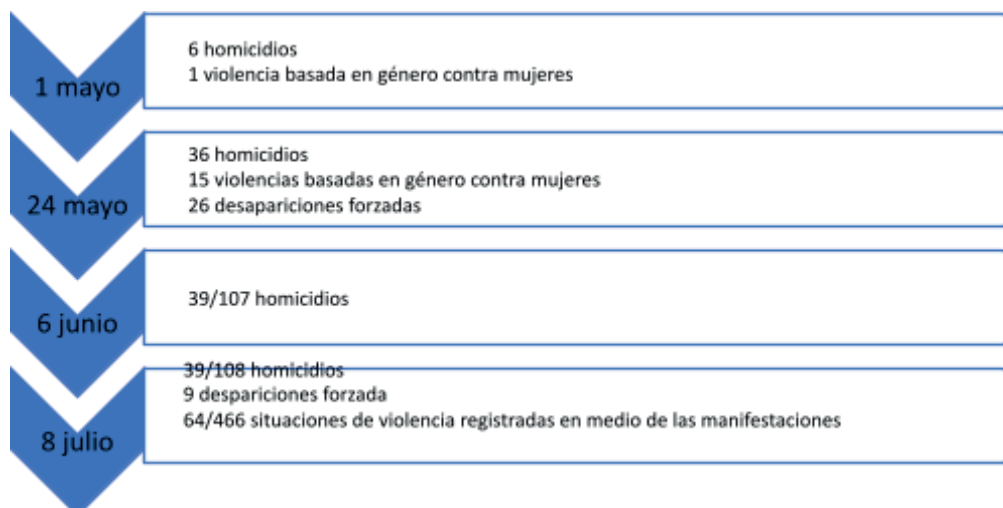 1 mayo
6 homicidios
1 violencia basada en género contra mujeres
24 mayo
36 homicidios
15 violencias basadas en género contra mujeres
26 desapariciones forzadas
6 junio
39/107 homicidios
8 julio
39/108 homicidios
9 despariciones forzada
64/466 situaciones de violencia registradas en medio de las manifestaciones